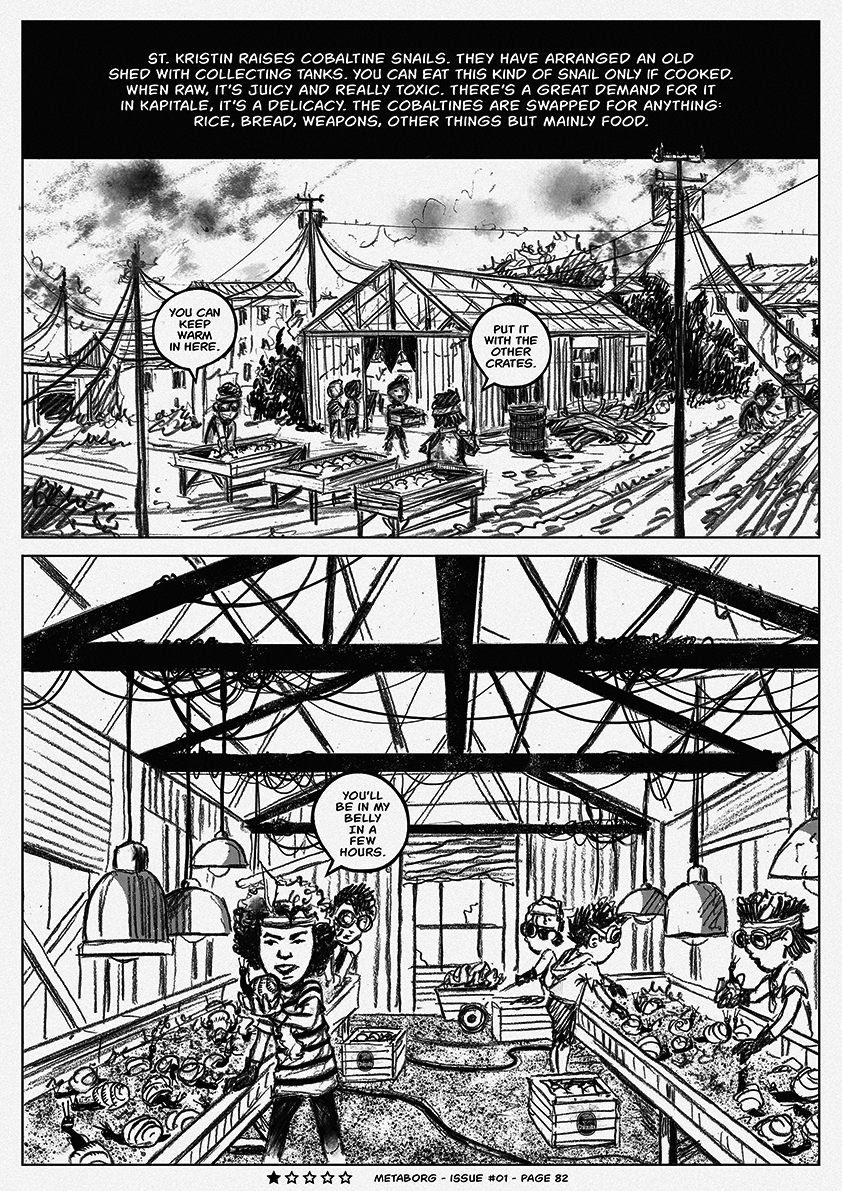 ST. KRISTIN RAISES COBALTINE SNAILS. THEY HAVE ARRANGED AN OLD
SHED WITH COLLECTING TANKS. YOU CAN EAT THIS KIND OF SNAIL ONLY IF COOKED.
WHEN RAW, IT'S JUICY AND REALLY TOXIC. THERE'S A GREAT DEMAND FOR IT
IN KAPITALE, IT'S A DELICACY. THE COBALTINES ARE SWAPPED FOR ANYTHING:
RICE, BREAD, WEAPONS, OTHER THINGS BUT MAINLY FOOD.
YOU CAN
KEEP
WARM
IN HERE.
PUT IT
WITH THE
OTHER
CRATES.
YOU'LL
BE IN MY
BELLY
IN A
FEW
HOURS.
METABORG - ISSUE #01 - PAGE 82